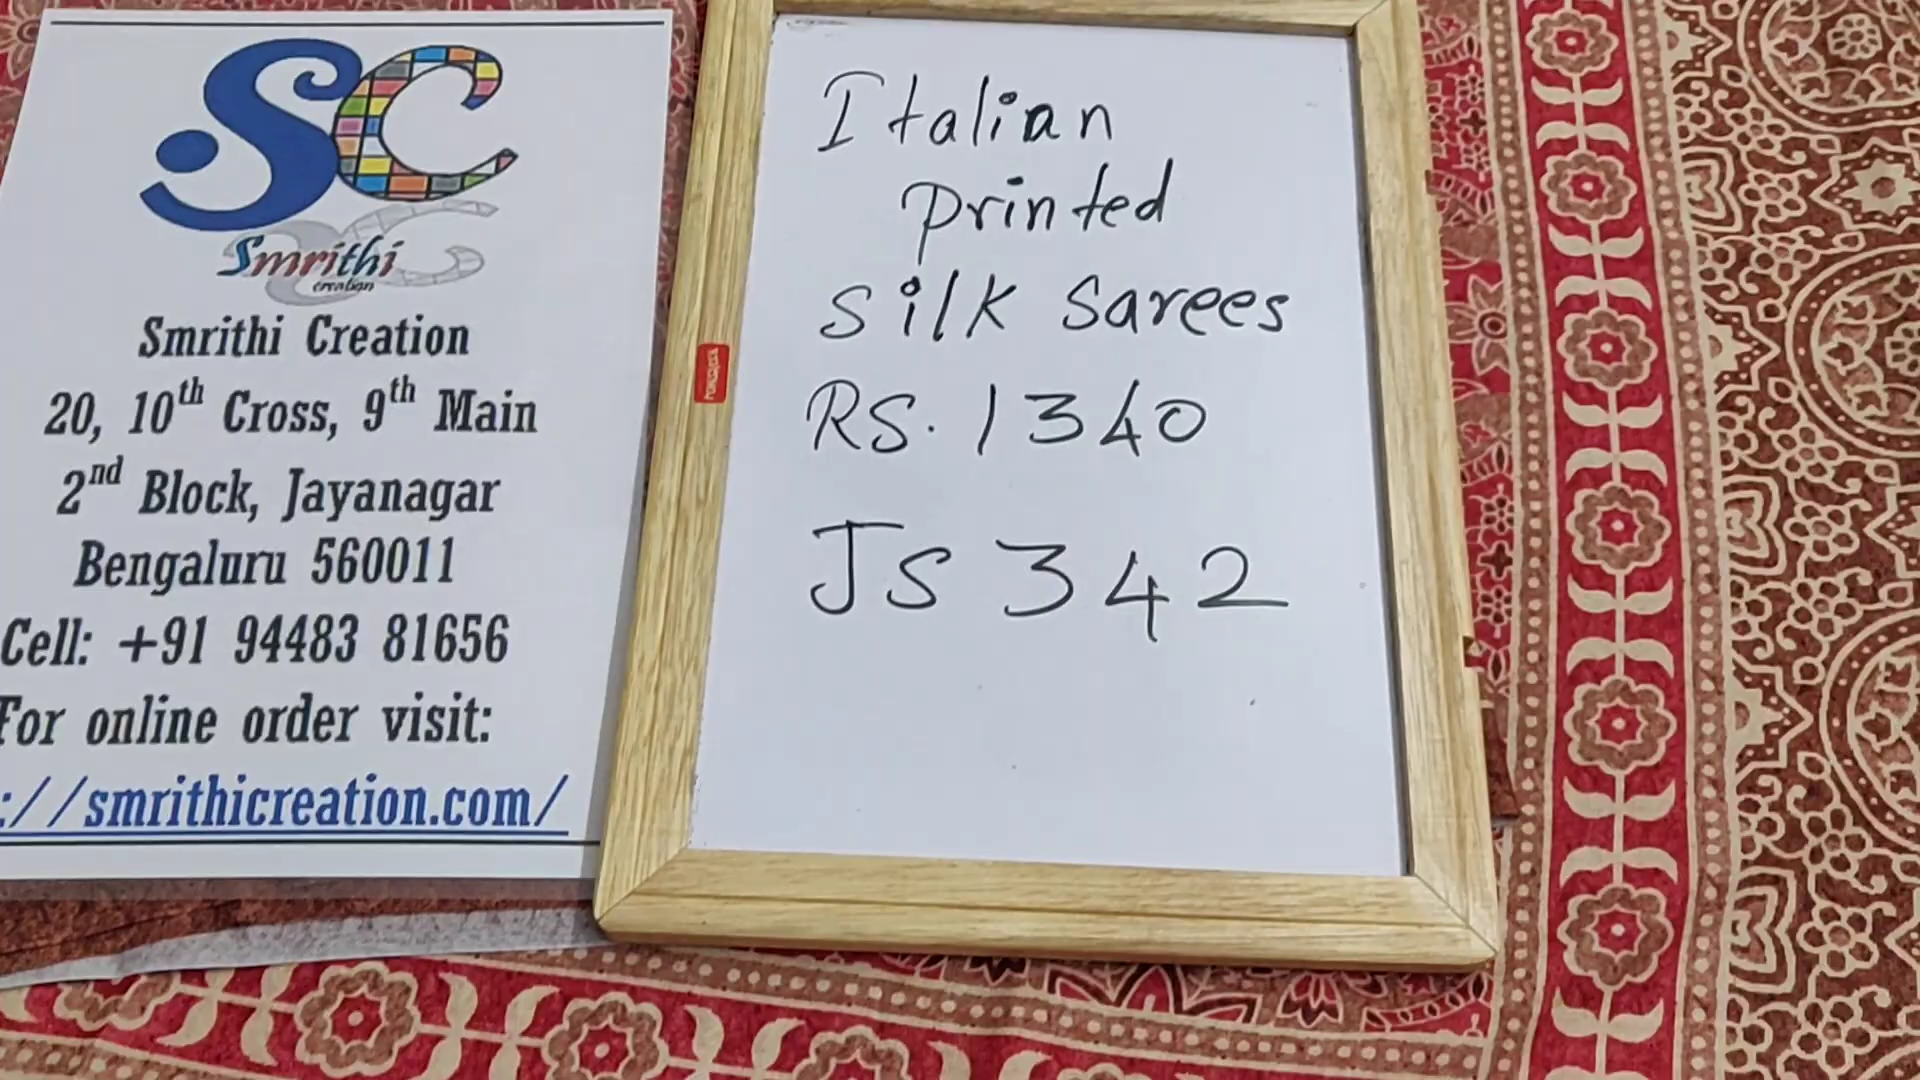 SC
Smrithi
creation
Smrithi Creation
20, 10th Cross, 9th Main
2nd Block, Jayanagar
Bengaluru 560011
Cell: +91 94483 81656
For online order visit:
://smrithicreation.com/
Italian
printed
silk sarees
RS. 1340
JS 342